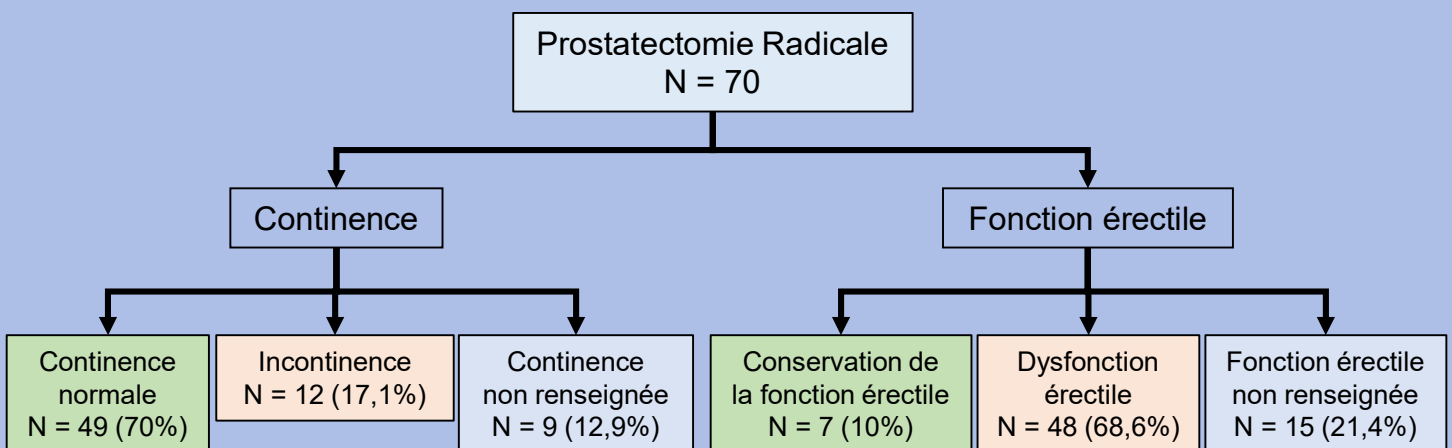 Prostatectomie Radicale
N = 70
Continence
Fonction érectile
Continence
normale
N = 49 (70%)
Incontinence
N = 12 (17,1%)
Continence
non renseignée
N = 9 (12,9%)
Conservation de
la fonction érectile
N = 7 (10%)
Dysfonction
érectile
N = 48 (68,6%)
Fonction érectile
non renseignée
N = 15 (21,4%)